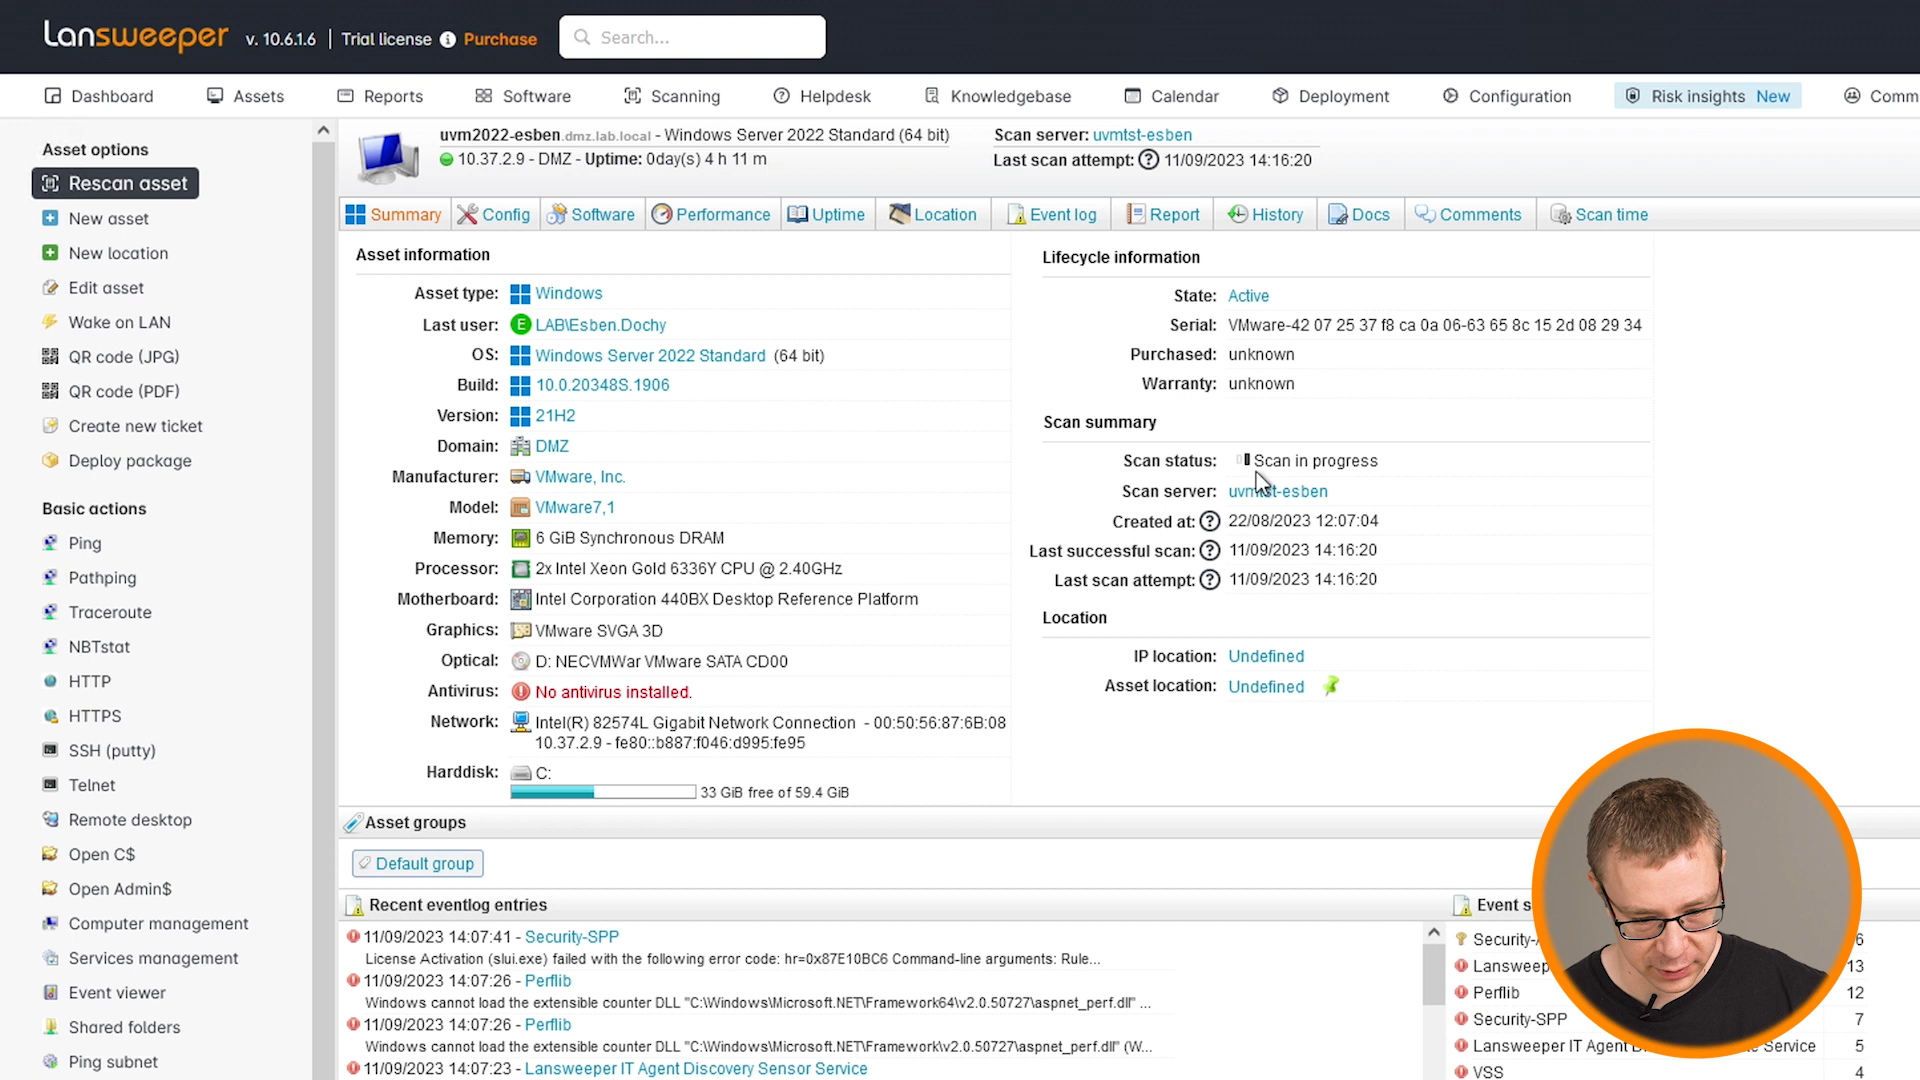 Lansweeper v. 10.6.1.6 | Trial license Purchase Search...
Dashboard Assets Reports Software Scanning Helpdesk Knowledgebase Calendar Deployment Configuration Risk insights New Comm
Asset options
Rescan asset
New asset
New location
Edit asset
Wake on LAN
QR code (JPG)
QR code (PDF)
Create new ticket
Deploy package
Basic actions
Ping
Pathping
Traceroute
NBTstat
HTTP
HTTPS
SSH (putty)
Telnet
Remote desktop
Open C$
Open Admin$
Computer management
Services management
Event viewer
Shared folders
Ping subnet
uvm2022-esben.dmz.lab.local - Windows Server 2022 Standard (64 bit)
10.37.2.9 - DMZ - Uptime: 0day(s) 4 h 11 m
Scan server: uvmtst-esben
Last scan attempt: 11/09/2023 14:16:20
Summary Config Software Performance Uptime Location Event log Report History Docs Comments Scan time
Asset information
Asset type: Windows
Last user: E LAB\Esben.Dochy
OS: Windows Server 2022 Standard (64 bit)
Build: 10.0.20348S.1906
Version: 21H2
Domain: DMZ
Manufacturer: VMware, Inc.
Model: VMware7,1
Memory: 6 GiB Synchronous DRAM
Processor: 2x Intel Xeon Gold 6336Y CPU @ 2.40GHz
Motherboard: Intel Corporation 440BX Desktop Reference Platform
Graphics: VMware SVGA 3D
Optical: D: NECVMWar VMware SATA CD00
Antivirus: No antivirus installed.
Network: Intel(R) 82574L Gigabit Network Connection - 00:50:56:87:6B:08
10.37.2.9 - fe80::b887:f046:d995:fe95
Harddisk: C:
33 GiB free of 59.4 GiB
Lifecycle information
State: Active
Serial: VMware-42 07 25 37 f8 ca 0a 06-63 65 8c 15 2d 08 29 34
Purchased: unknown
Warranty: unknown
Scan summary
Scan status: Scan in progress
Scan server: uvmtst-esben
Created at: 22/08/2023 12:07:04
Last successful scan: 11/09/2023 14:16:20
Last scan attempt: 11/09/2023 14:16:20
Location
IP location: Undefined
Asset location: Undefined
Asset groups
Default group
Recent eventlog entries
11/09/2023 14:07:41 - Security-SPP
License Activation (slui.exe) failed with the following error code: hr=0x87E10BC6 Command-line arguments: Rule...
11/09/2023 14:07:26 - Perflib
Windows cannot load the extensible counter DLL "C:\Windows\Microsoft.NET\Framework64\v2.0.50727\aspnet_perf.dll" ...
11/09/2023 14:07:26 - Perflib
Windows cannot load the extensible counter DLL "C:\Windows\Microsoft.NET\Framework\v2.0.50727\aspnet_perf.dll" (W...
11/09/2023 14:07:23 - Lansweeper IT Agent Discovery Sensor Service
Event s
Security- 6
Lansweep 13
Perflib 12
Security-SPP 7
Lansweeper IT Agent Service 5
VSS 4